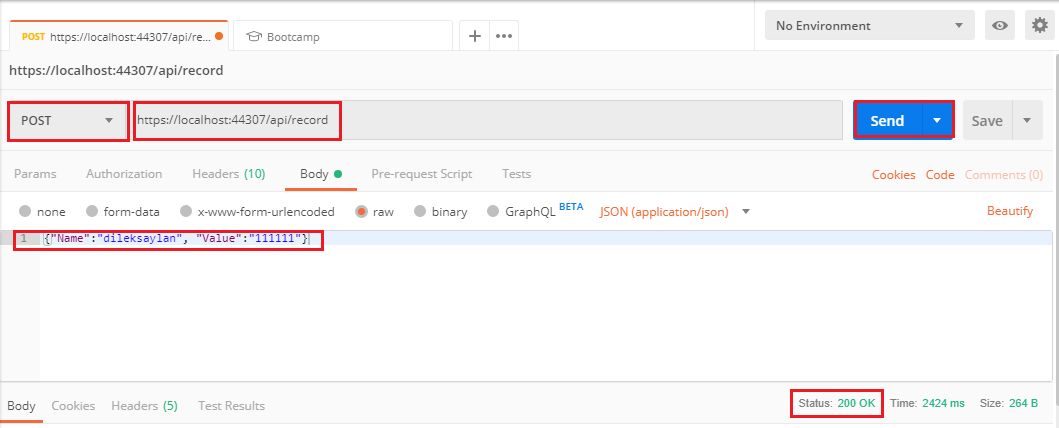 POST https://localhost:44307/api/re... Bootcamp No Environment
https://localhost:44307/api/record
POST https://localhost:44307/api/record Send Save
Params Authorization Headers (10) Body Pre-request Script Tests Cookies Code Comments (0)
none form-data x-www-form-urlencoded raw binary GraphQL BETA JSON (application/json) Beautify
1 {"Name":"dileksaylan", "Value":"111111"}
Body Cookies Headers (5) Test Results Status: 200 OK Time: 2424 ms Size: 264 B